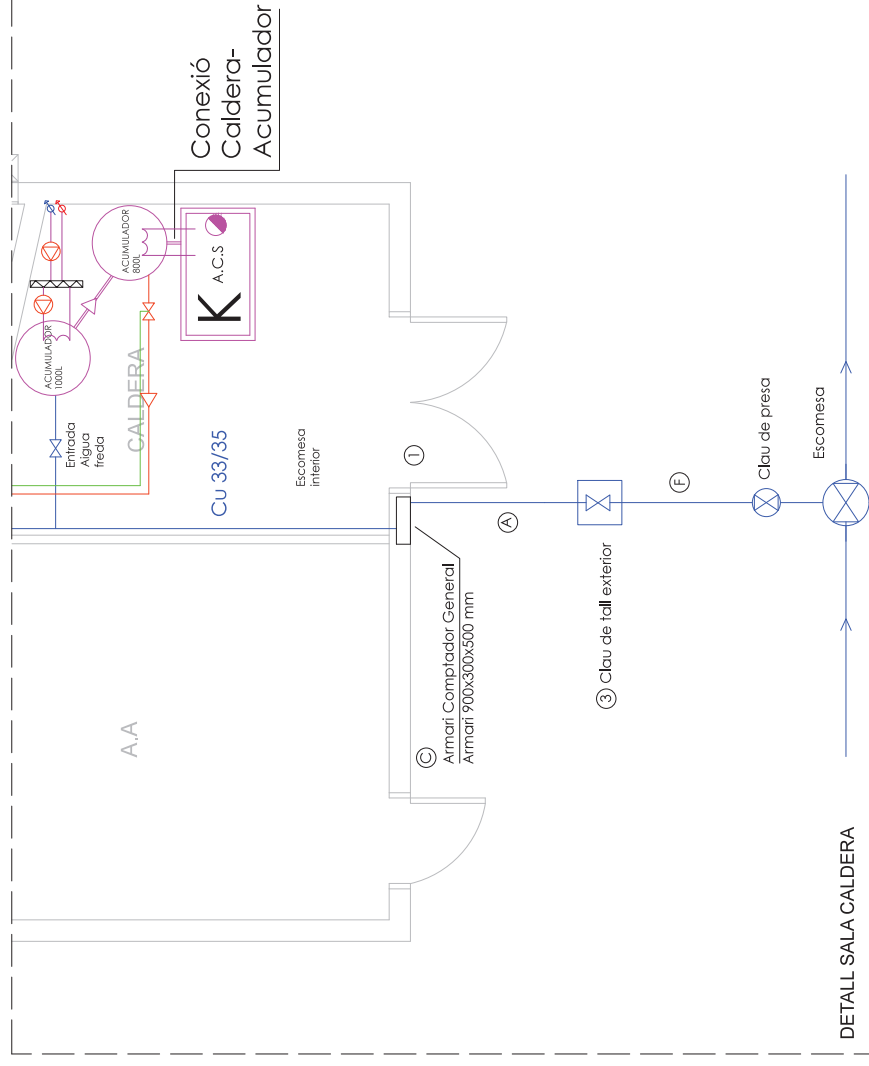 Conexió
Caldera-
Acumulador
ACUMULADOR
800L
ACUMULADOR
1000L
K
A.C.S
CALDERA
Entrada
Aigua
freda
Cu 33/35
Escomesa
interior
1
A
F
Clau de presa
Escomesa
3 Clau de tall exterior
C
Armari Comptador General
Armari 900x300x500 mm
A.A
DETALL SALA CALDERA